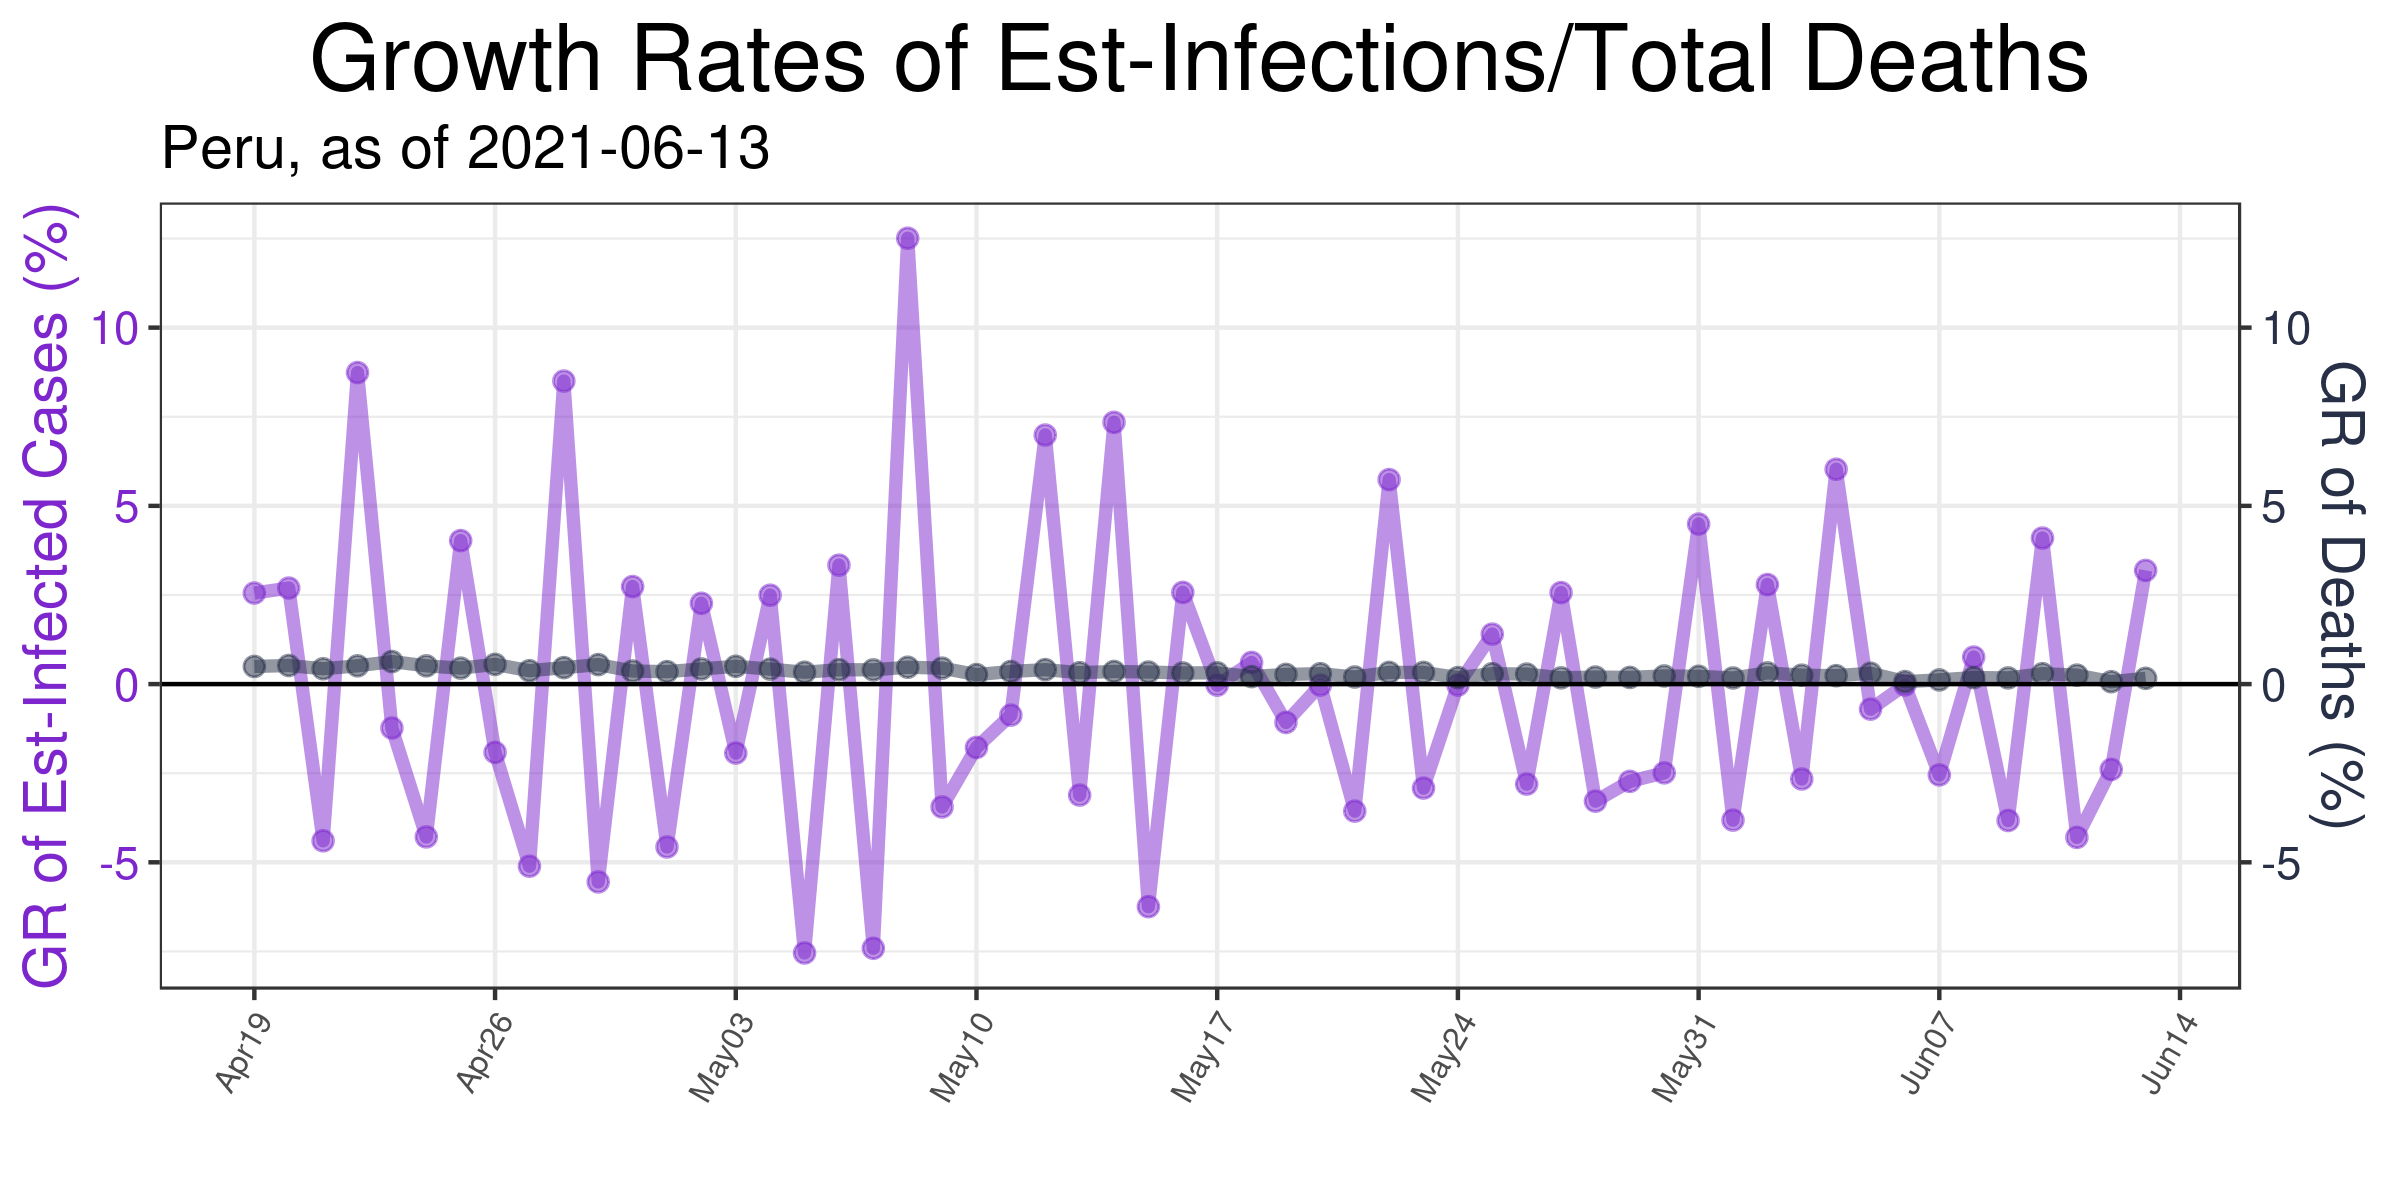 Growth Rates of Est-Infections/Total Deaths
Peru, as of 2021-06-13
GR of Est-Infected Cases (%)
10
5
0
-5
10
5
0
-5
GR of Deaths (%)
Apr19
Apr26
May03
May10
May17
May24
May31
Jun07
Jun14